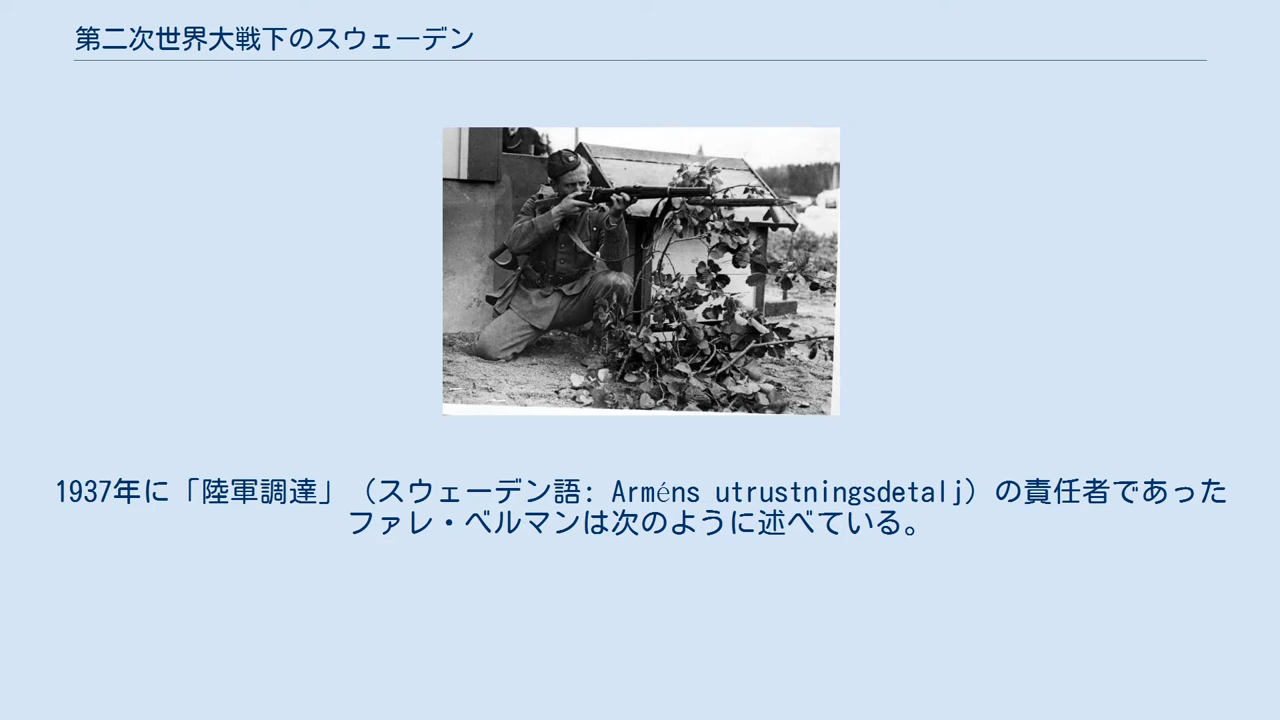 第二次世界大戦下のスウェーデン
1937年に「陸軍調達」（スウェーデン語: Arméns utrustningsdetalj）の責任者であった
ファレ・ベルマンは次のように述べている。